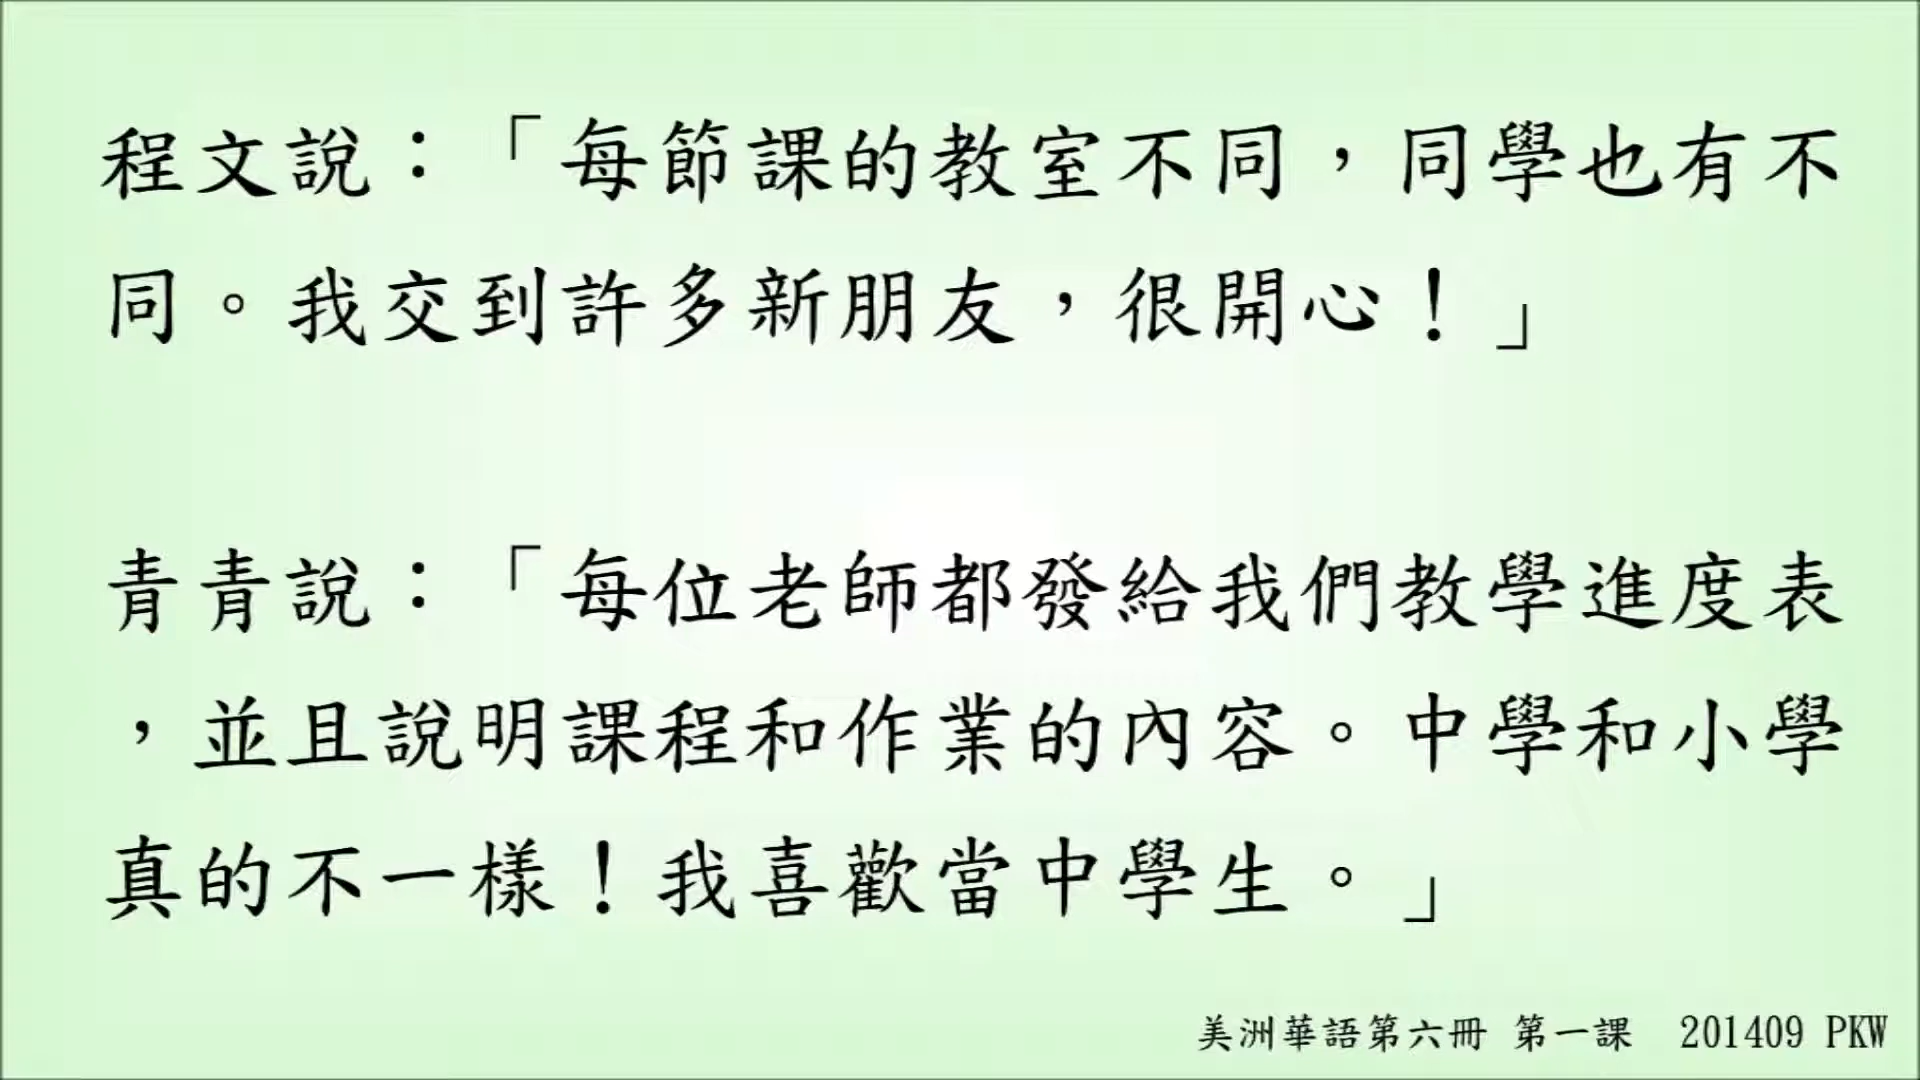 程文說：「每節課的教室不同，同學也有不
同。我交到許多新朋友，很開心！」
青青說：「每位老師都發給我們教學進度表
，並且說明課程和作業的內容。中學和小學
真的不一樣！我喜歡當中學生。」
美洲華語第六冊 第一課 201409 PKW